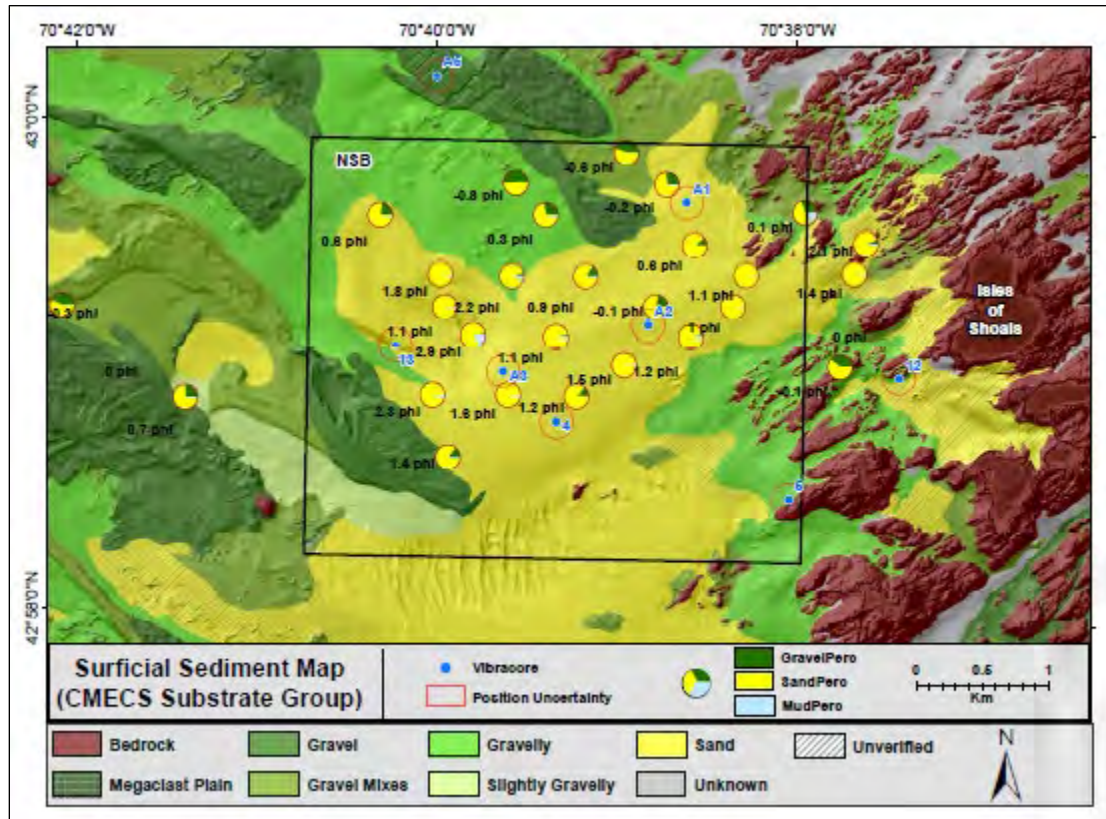 70°42'0"W 70°40'0"W 70°38'0"W
43°0'0"N
42°58'0"N
A6
NSB
-0.6 phi
-0.8 phi
-0.2 phi
A1
0.6 phi
0.3 phi
0.1 phi
0.6 phi
2.1 phi
1.8 phi
2.2 phi
0.9 phi
-0.1 phi
A2
1.1 phi
1.4 phi
Isles
of
Shoals
-0.3 phi
1.1 phi
13
2.9 phi
1.1 phi
A3
1 phi
0 phi
12
0 phi
1.5 phi
1.2 phi
-0.1 phi
0.7 phi
2.3 phi
1.6 phi
1.2 phi
4
1.4 phi
6
Surficial Sediment Map
(CMECS Substrate Group)
Vibracore
Position Uncertainty
GravelPero
SandPero
MudPero
0 0.5 1
Km
Bedrock Gravel Gravelly Sand Unverified
Megaclast Plain Gravel Mixes Slightly Gravelly Unknown
N